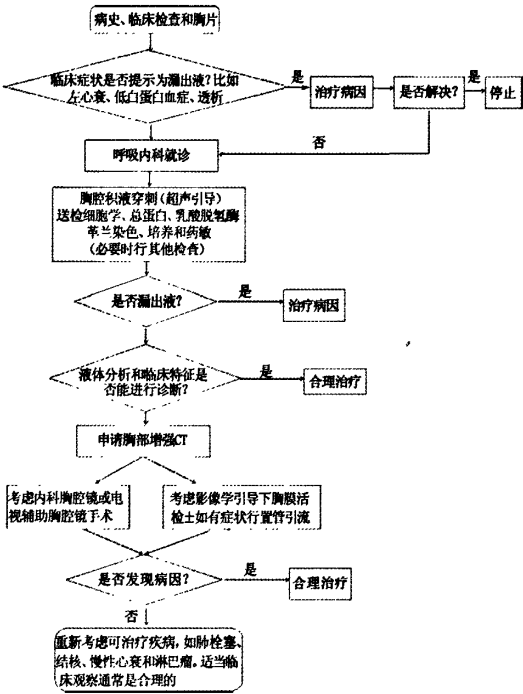 病史、临床检查和胸片
临床症状是否提示为漏出液?比如
左心衰、低白蛋白血症、透析
是
治疗病因
是否解决?
是
停止
否
呼吸内科就诊
胸腔积液穿刺(超声引导)
送检细胞学、总蛋白、乳酸脱氢酶
革兰染色、培养和药敏
(必要时行其他检查)
是否漏出液?
是
治疗病因
液体分析和临床特征是
否能进行诊断?
是
合理治疗
申请胸部增强CT
考虑内科胸腔镜或电
视辅助胸腔镜手术
考虑影像学引导下胸膜活
检±如有症状行置管引流
是否发现病因?
是
合理治疗
否
重新考虑可治疗疾病,如肺栓塞、
结核、慢性心衰和淋巴瘤。适当临
床观察通常是合理的